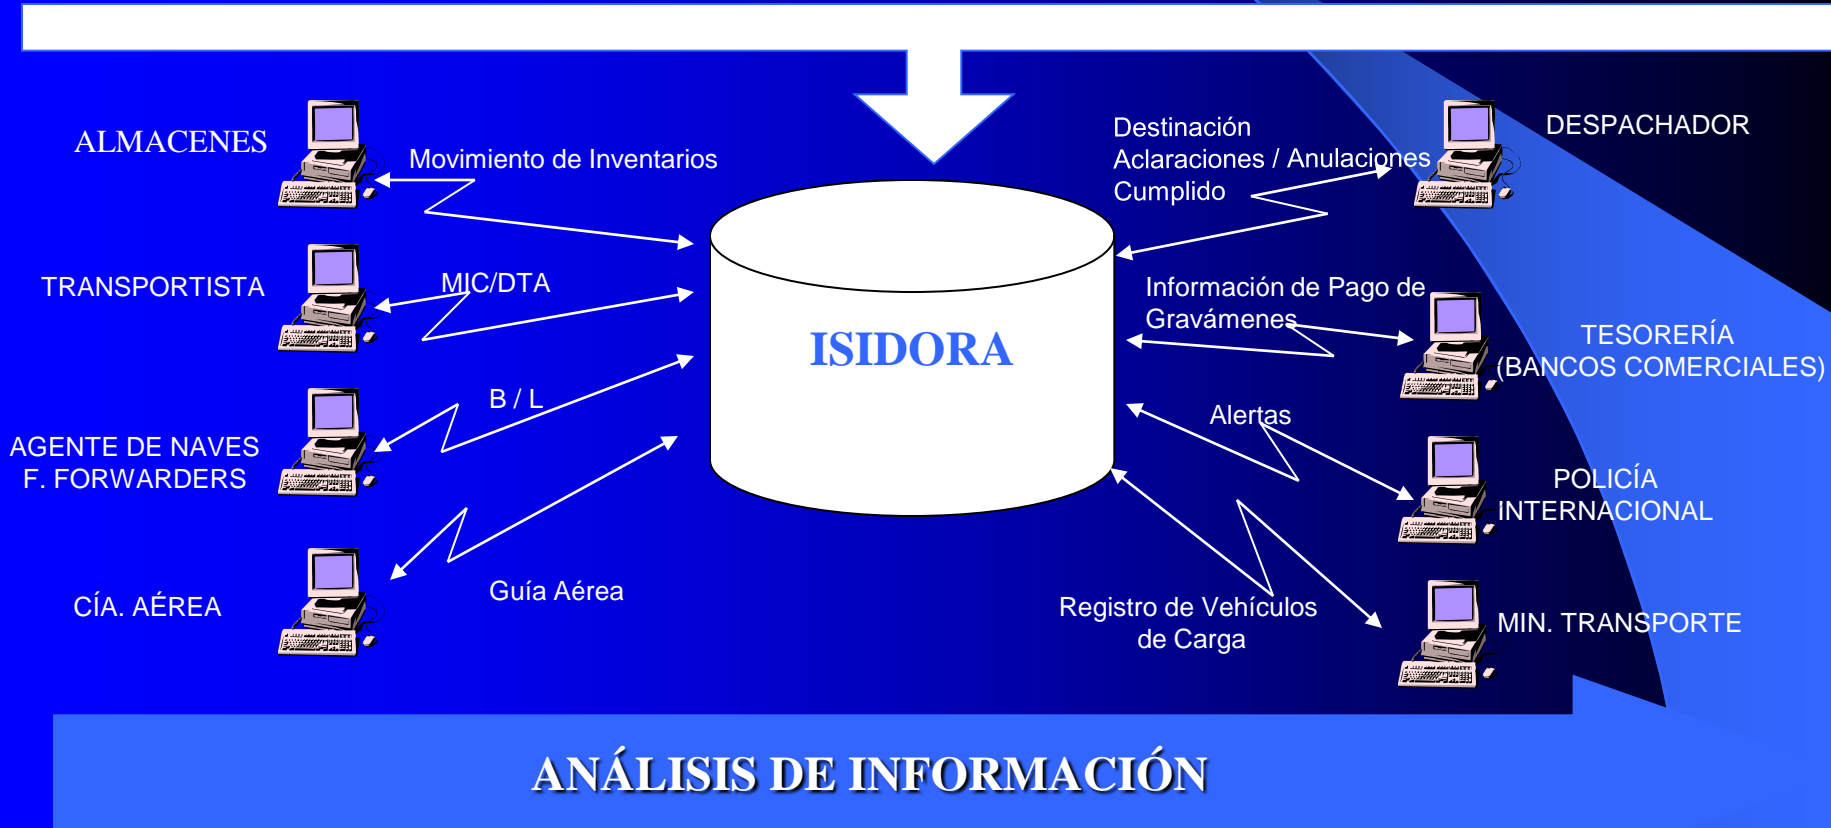 ALMACENES
Movimiento de Inventarios
TRANSPORTISTA
MIC/DTA
AGENTE DE NAVES
F. FORWARDERS
B / L
CÍA. AÉREA
Guía Aérea
ISIDORA
Destinación
Aclaraciones / Anulaciones
Cumplido
DESPACHADOR
Información de Pago de
Gravámenes
TESORERÍA
(BANCOS COMERCIALES)
Alertas
POLICÍA
INTERNACIONAL
Registro de Vehículos
de Carga
MIN. TRANSPORTE
ANÁLISIS DE INFORMACIÓN